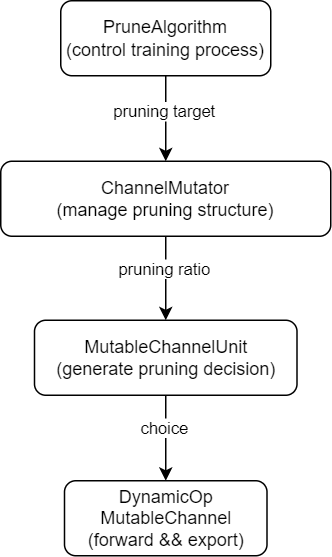 PruneAlgorithm
(control training process)
pruning target
ChannelMutator
(manage pruning structure)
pruning ratio
MutableChannelUnit
(generate pruning decision)
choice
DynamicOp
MutableChannel
(forward && export)